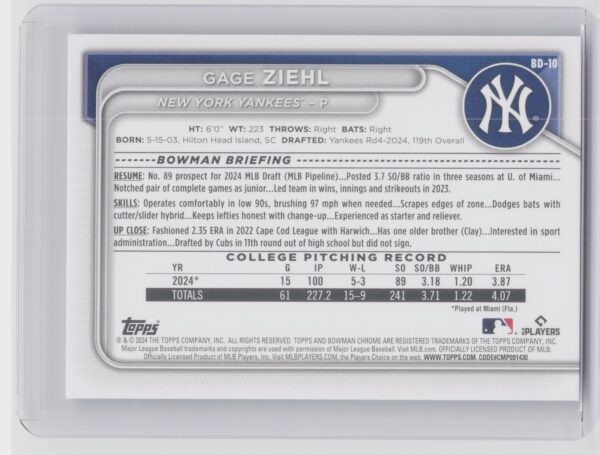 BD-10
GAGE ZIEHL
NEW YORK YANKEES® – P
HT: 6'0" WT: 223 THROWS: Right BATS: Right
BORN: 5-15-03, Hilton Head Island, SC DRAFTED: Yankees Rd4-2024, 119th Overall
BOWMAN BRIEFING
RESUME: No. 89 prospect for 2024 MLB Draft (MLB Pipeline)...Posted 3.7 SO/BB ratio in three seasons at U. of Miami...
Notched pair of complete games as junior...Led team in wins, innings and strikeouts in 2023.
SKILLS: Operates comfortably in low 90s, brushing 97 mph when needed...Scrapes edges of zone...Dodges bats with
cutter/slider hybrid...Keeps lefties honest with change-up...Experienced as starter and reliever.
UP CLOSE: Fashioned 2.35 ERA in 2022 Cape Cod League with Harwich...Has one older brother (Clay)...Interested in sport
administration...Drafted by Cubs in 11th round out of high school but did not sign.
COLLEGE PITCHING RECORD
YR G IP W-L SO SO/BB WHIP ERA
2024* 15 100 5-3 89 3.18 1.20 3.87
TOTALS 61 227.2 15-9 241 3.71 1.22 4.07
*Played at Miami (Fla.)
Topps
PLAYERS
® & © 2024 THE TOPPS COMPANY, INC. ALL RIGHTS RESERVED. TOPPS AND BOWMAN CHROME ARE REGISTERED TRADEMARKS OF THE TOPPS COMPANY, INC.
Major League Baseball trademarks and copyrights are used with permission of Major League Baseball. Visit MLB.com. OFFICIALLY LICENSED PRODUCT OF MLB.
Officially Licensed Product of MLB Players, Inc. Visit MLBPLAYERS.com, the Players Choice on the web. WWW.TOPPS.COM. CODE#CMP091430